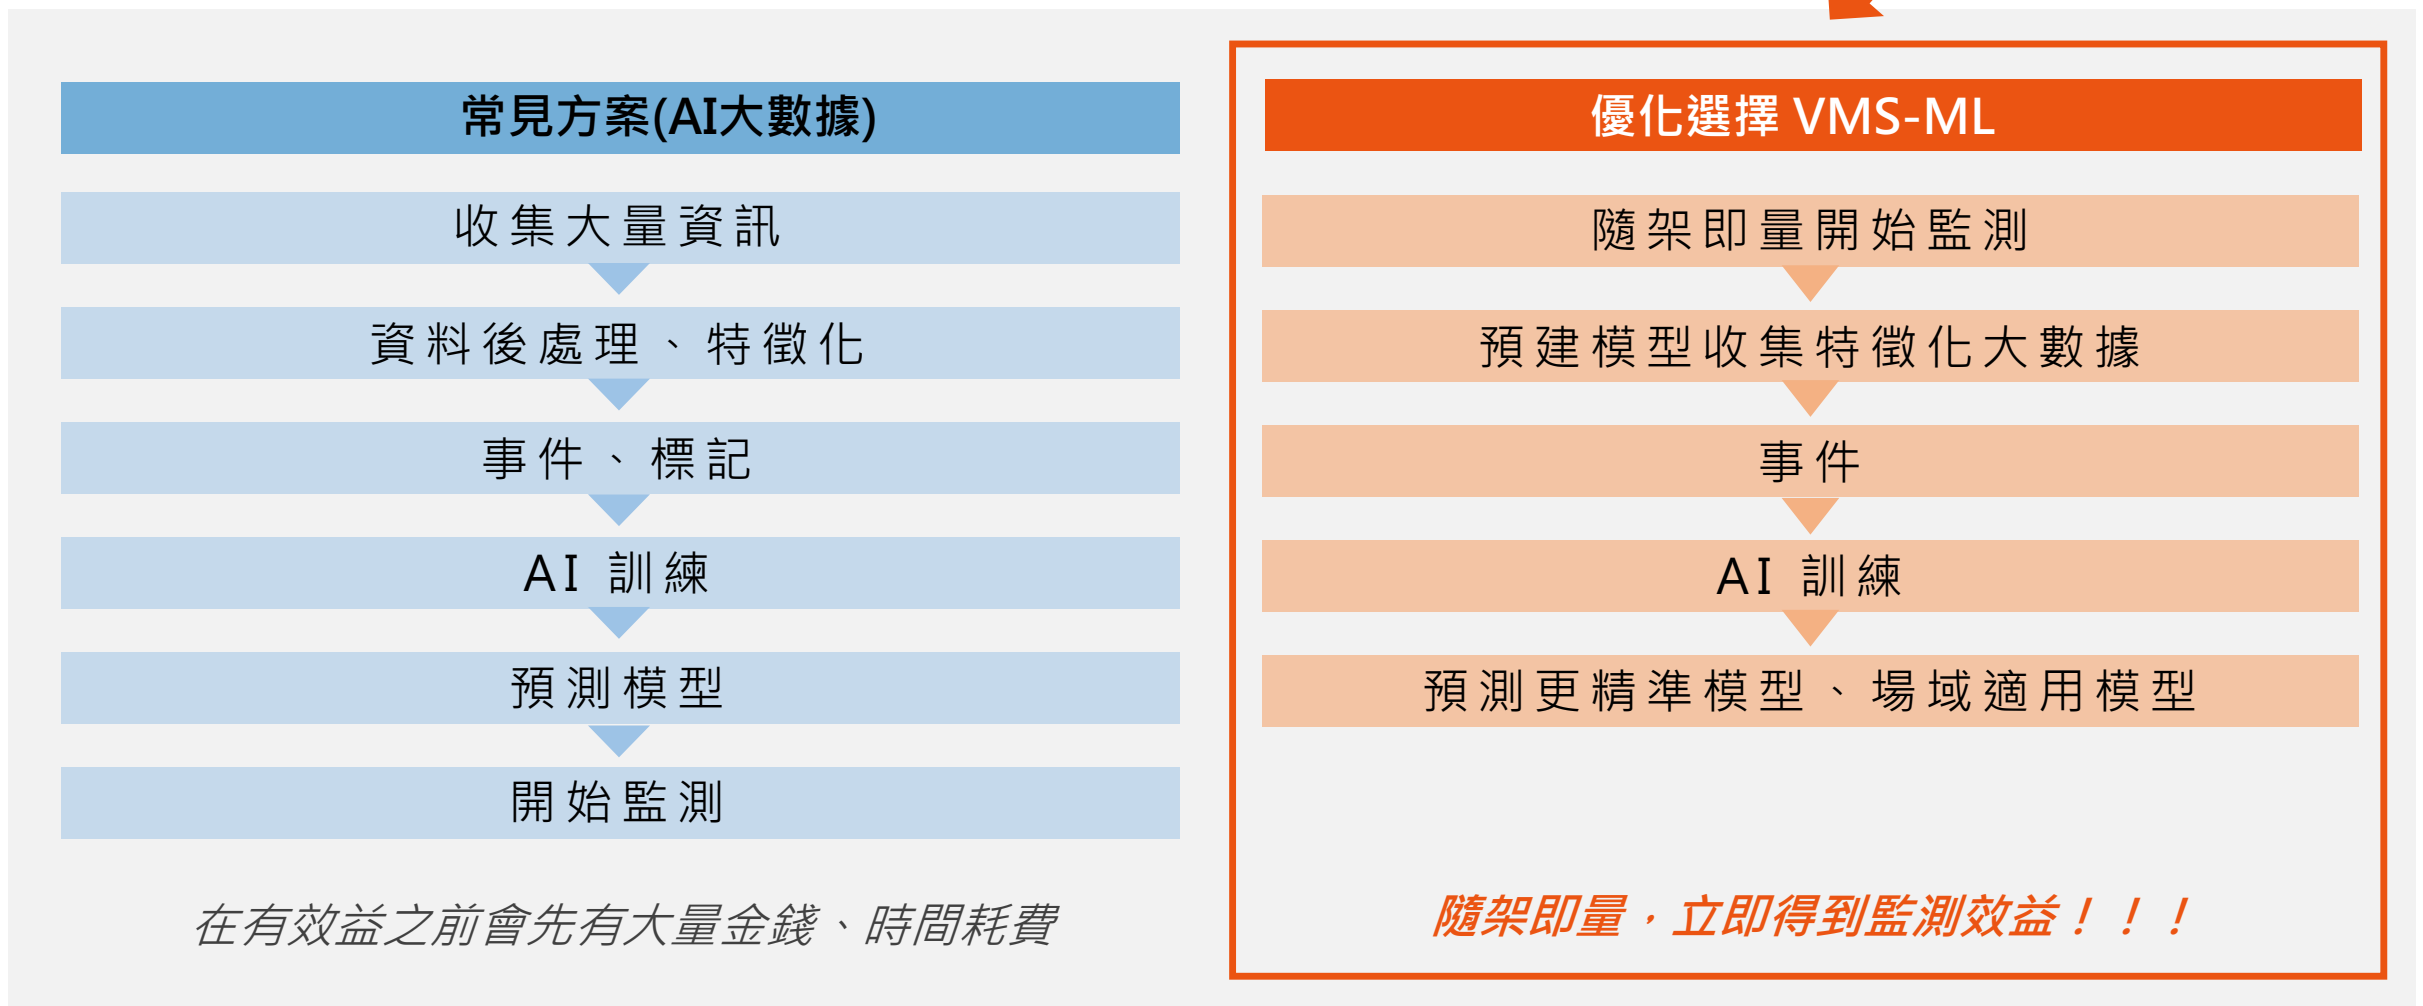 常見方案(AI大數據)
收集大量資訊
資料後處理、特徵化
事件、標記
AI 訓練
預測模型
開始監測
在有效益之前會先有大量金錢、時間耗費
優化選擇 VMS-ML
隨架即量開始監測
預建模型收集特徵化大數據
事件
AI 訓練
預測更精準模型、場域適用模型
隨架即量，立即得到監測效益！！！